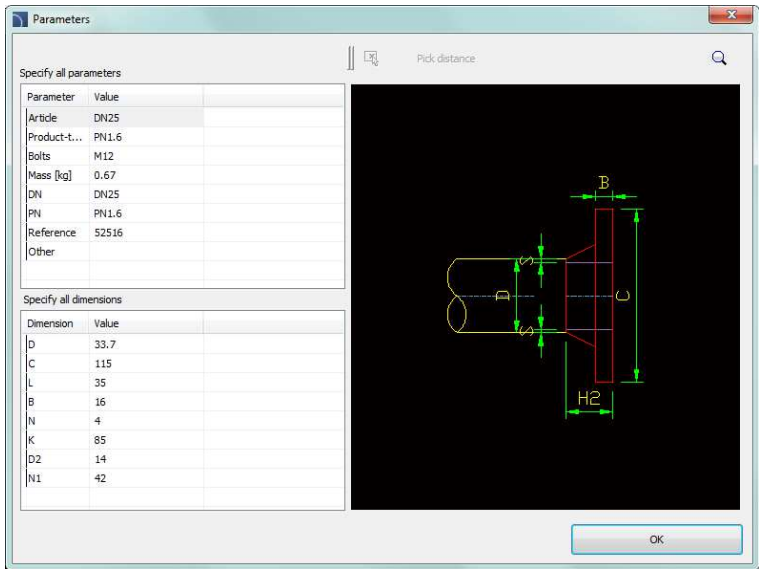 Parameters
Pick distance
Specify all parameters
Parameter Value
Article DN25
Product-t... PN1.6
Bolts M12
Mass [kg] 0.67
DN DN25
PN PN1.6
Reference 52516
Other
Specify all dimensions
Dimension Value
D 33.7
C 115
L 35
B 16
N 4
K 85
D2 14
N1 42
B
S
D
C
S
H2
OK